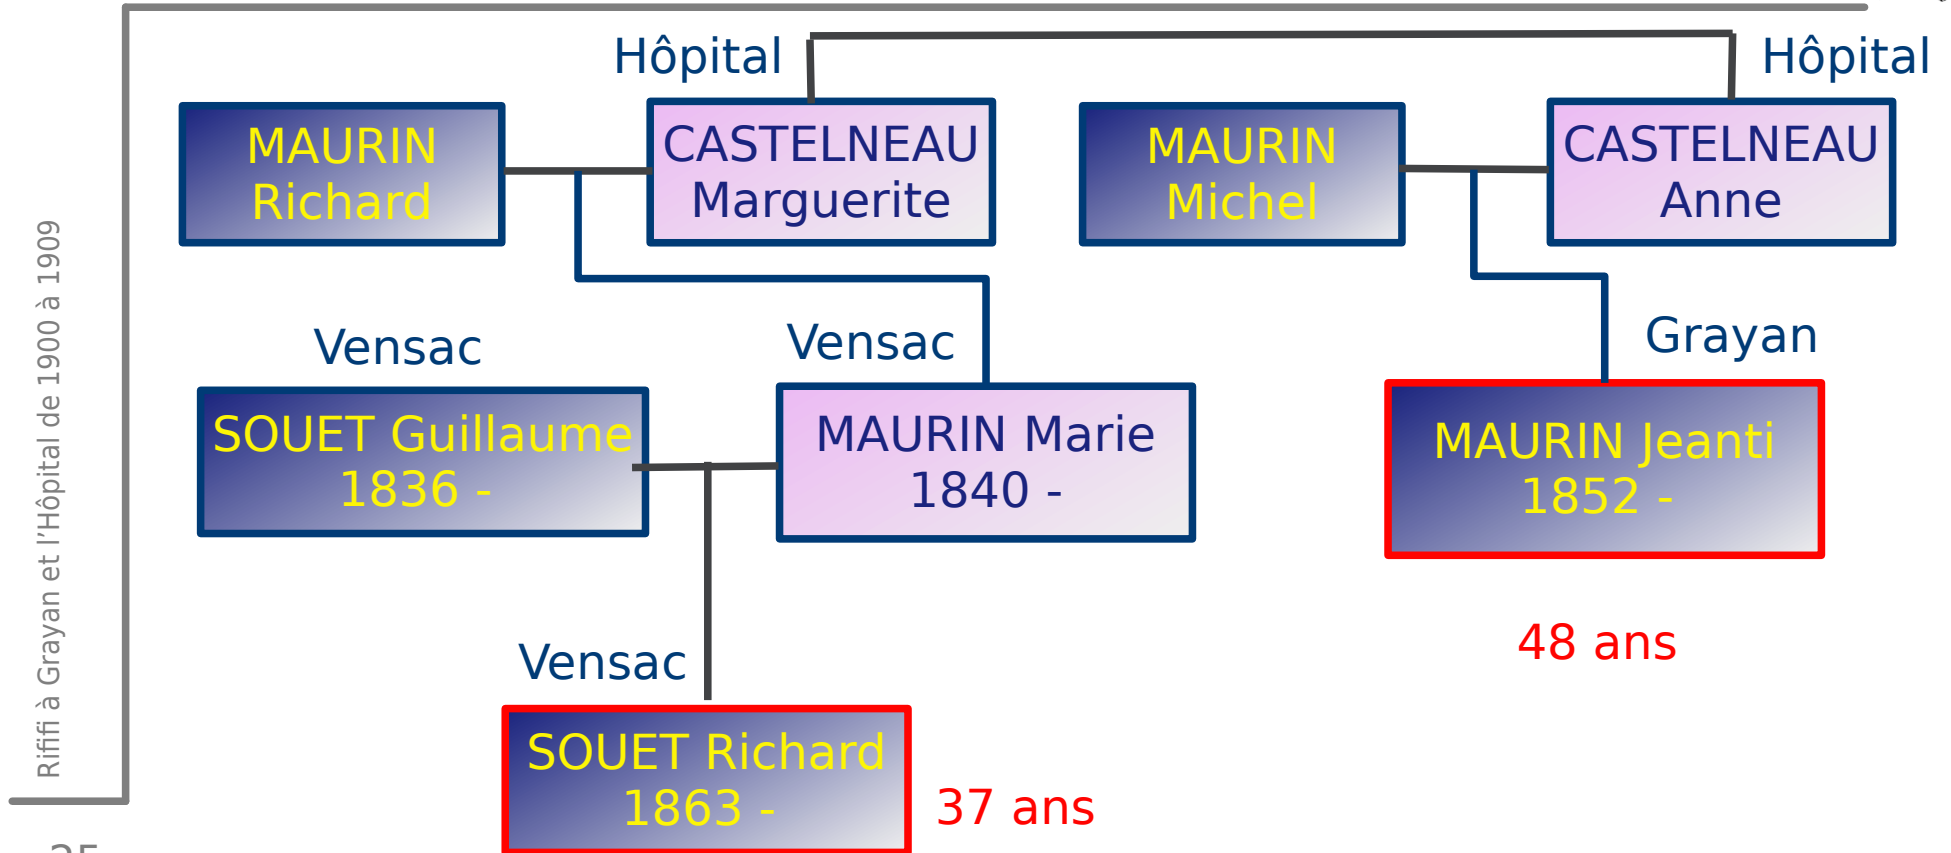 Hôpital
Hôpital
MAURIN
Richard
CASTELNEAU
Marguerite
MAURIN
Michel
CASTELNEAU
Anne
Vensac
Vensac
Grayan
SOUET Guillaume
1836 -
MAURIN Marie
1840 -
MAURIN Jeanti
1852 -
48 ans
Vensac
SOUET Richard
1863 -
37 ans
Rififi à Grayan et l'Hôpital de 1900 à 1909